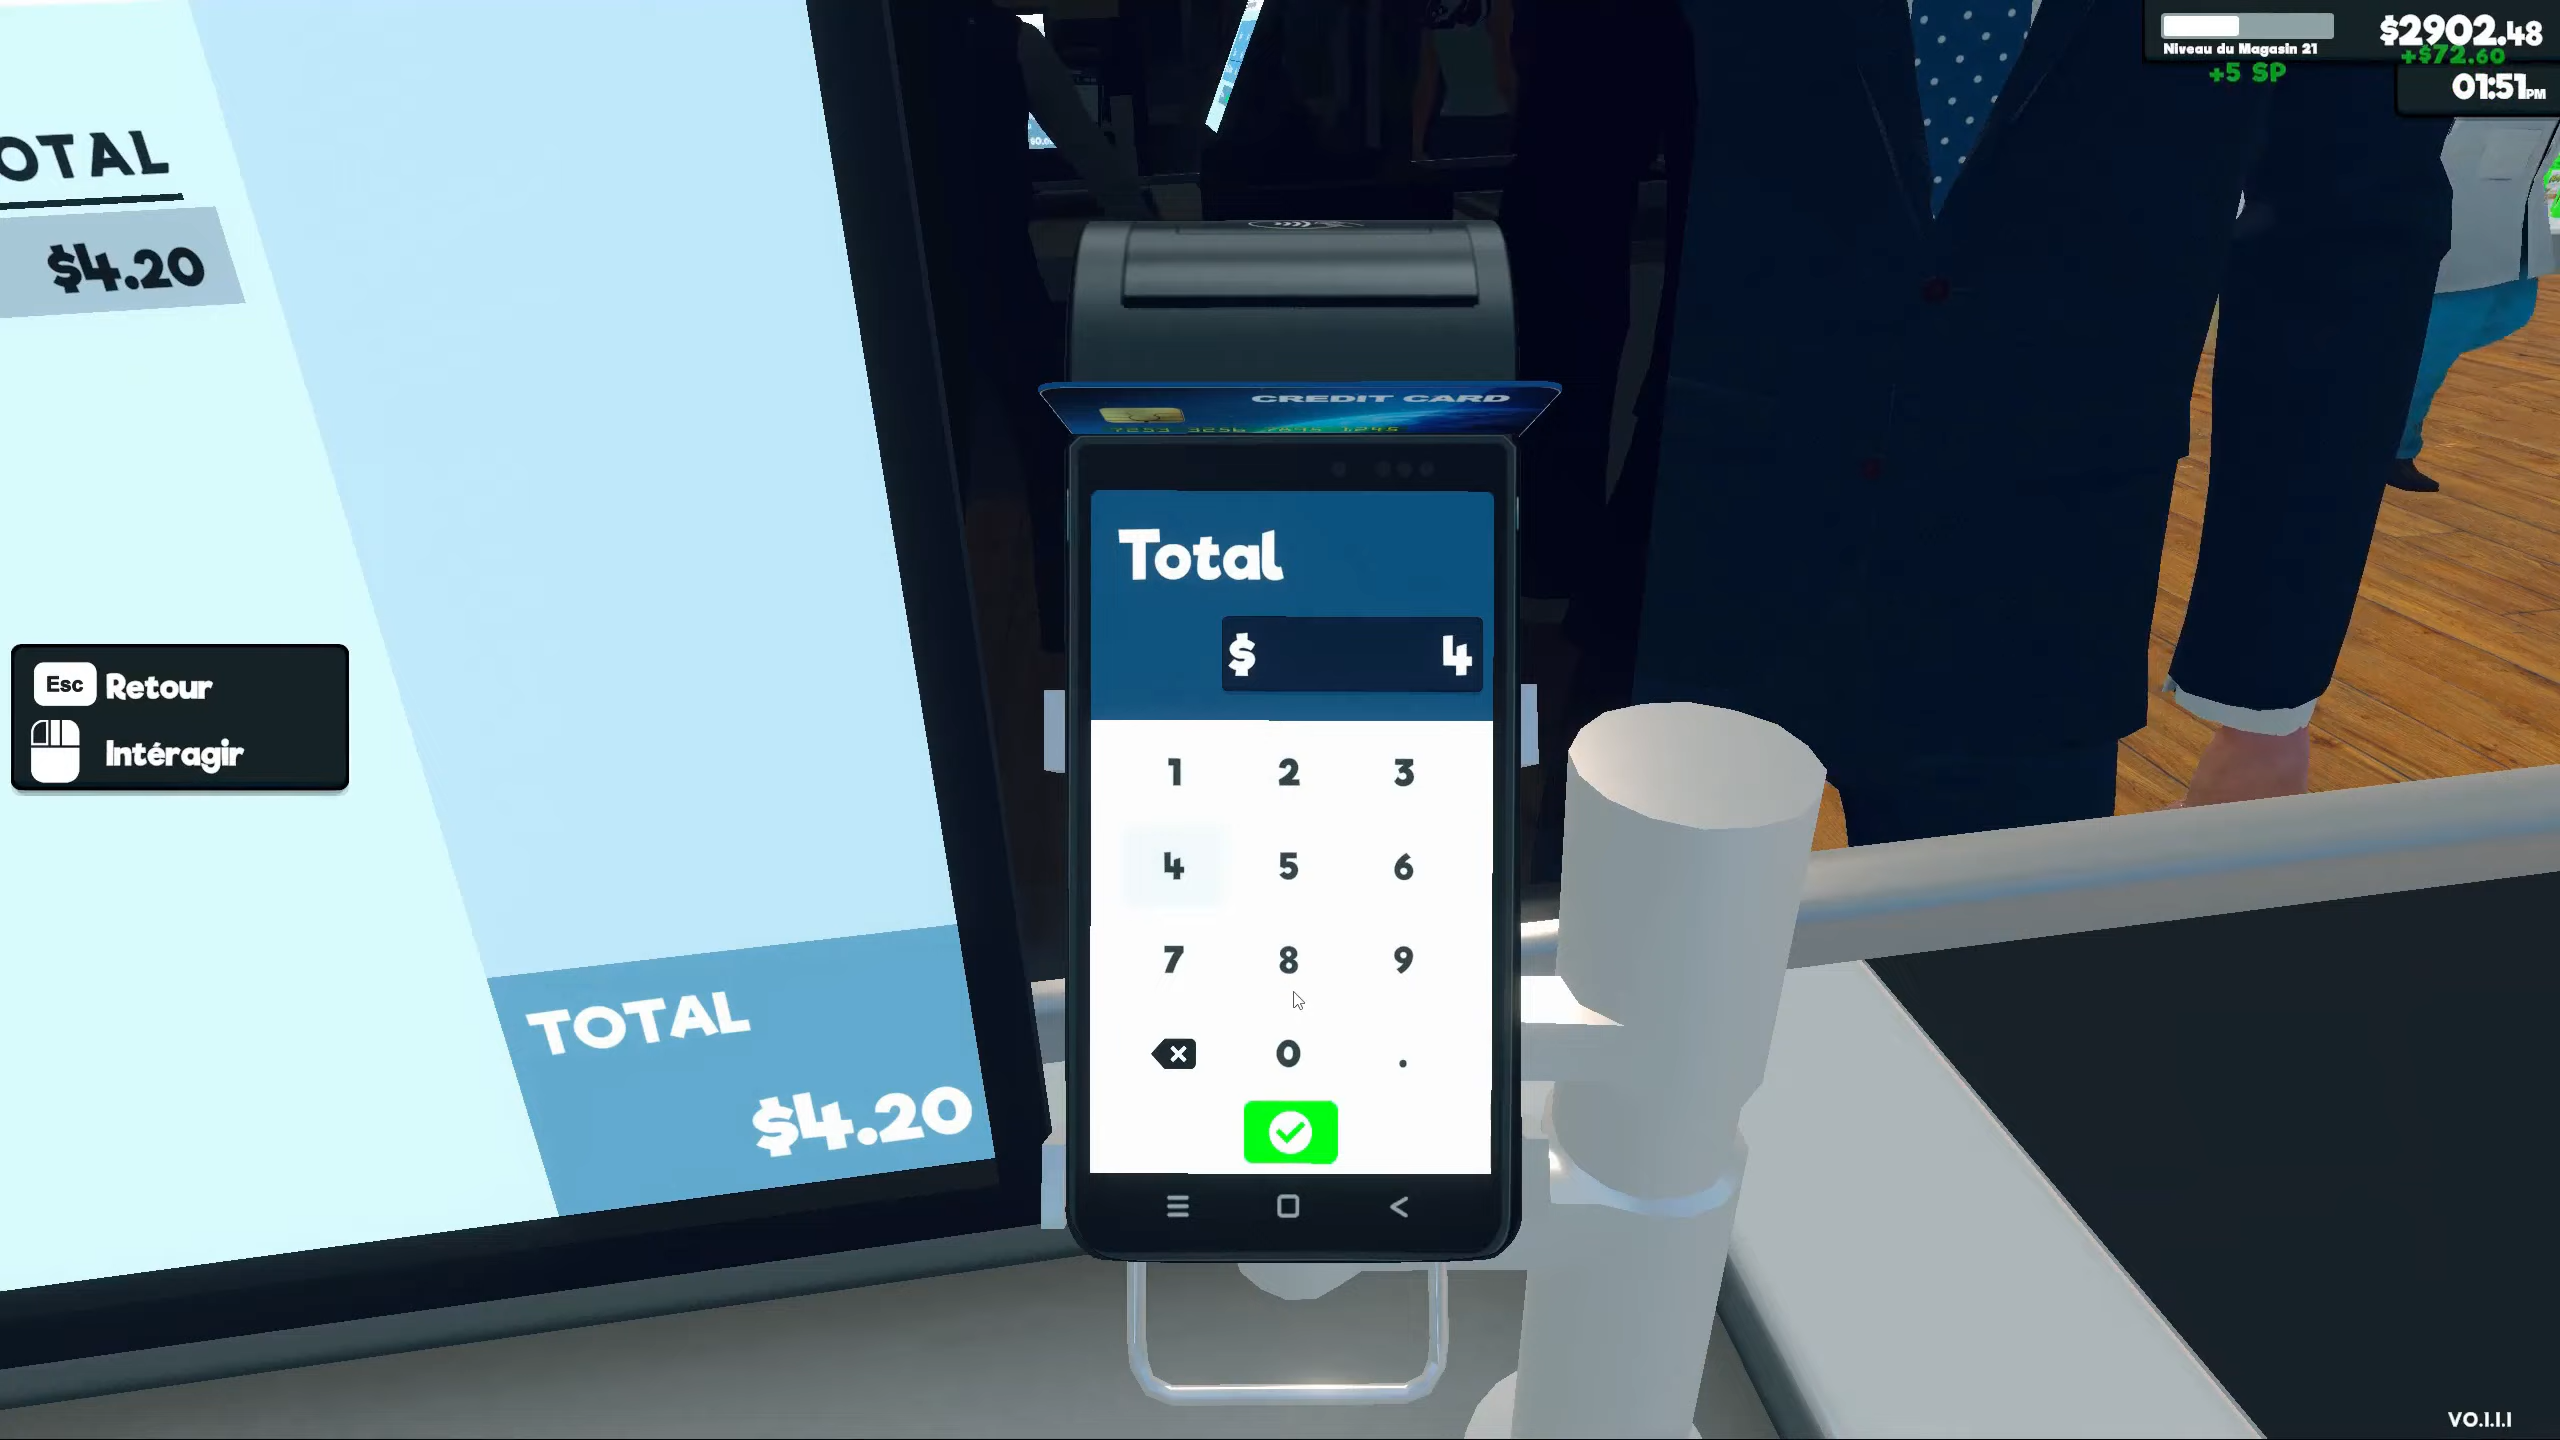 OTAL
$4.20
Esc Retour
Intéragir
TOTAL
$4.20
CREDIT CARD
Total
$ 4
1 2 3
4 5 6
7 8 9
0 .
Niveau du Magasin 21
+5 SP
$2902.48
+$72.60
01:51PM
V0.1.1.1